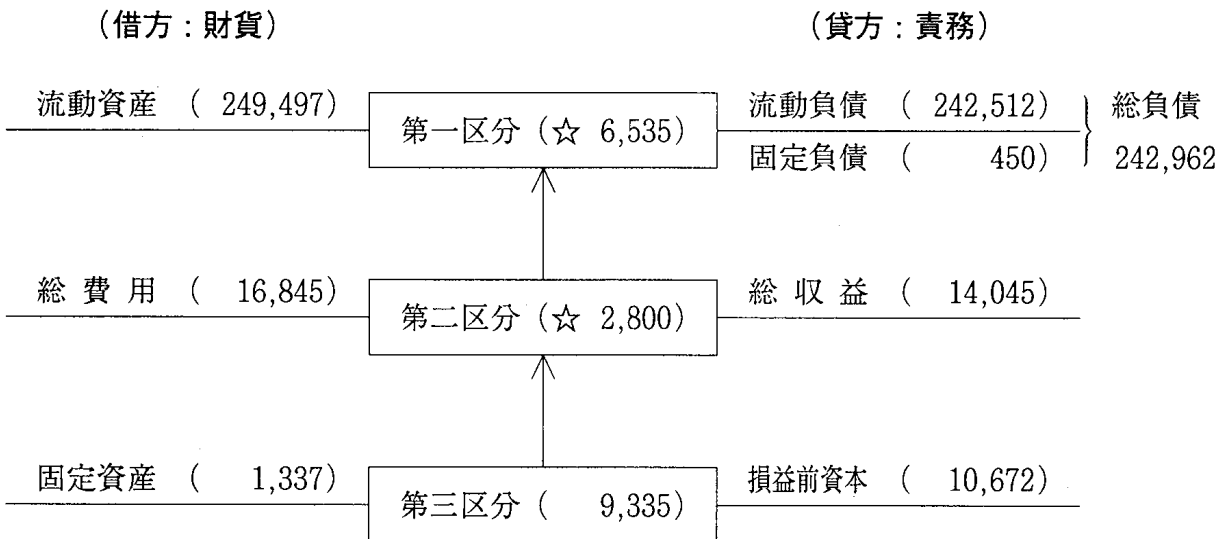 （借方：財貨） （貸方：責務）
流動資産 （ 249,497） 第一区分（☆ 6,535） 流動負債 （ 242,512） 総負債
固定負債 （ 450） 242,962
総 費 用 （ 16,845） 第二区分（☆ 2,800） 総 収 益 （ 14,045）
固定資産 （ 1,337） 第三区分（ 9,335） 損益前資本 （ 10,672）